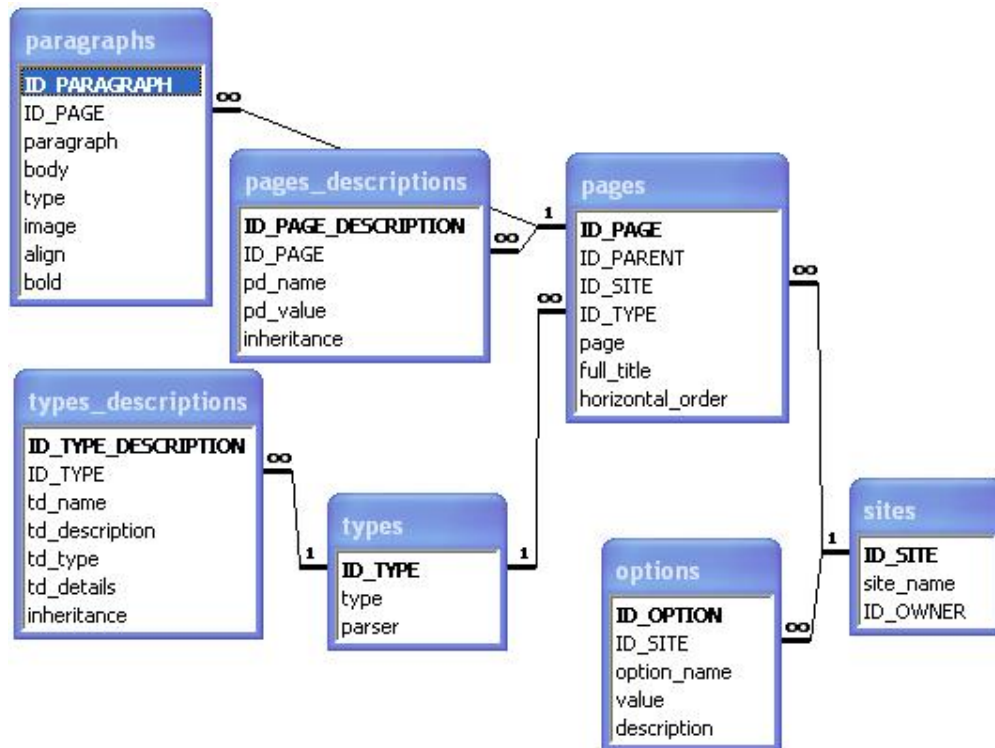 paragraphs
ID_PARAGRAPH
ID_PAGE
paragraph
body
type
image
align
bold
∞
pages_descriptions
ID_PAGE_DESCRIPTION
ID_PAGE
pd_name
pd_value
inheritance
∞
1
∞
pages
ID_PAGE
ID_PARENT
ID_SITE
ID_TYPE
page
full_title
horizontal_order
∞
types_descriptions
ID_TYPE_DESCRIPTION
ID_TYPE
td_name
td_description
td_type
td_details
inheritance
∞
1
types
ID_TYPE
type
parser
1
options
ID_OPTION
ID_SITE
option_name
value
description
∞
1
sites
ID_SITE
site_name
ID_OWNER